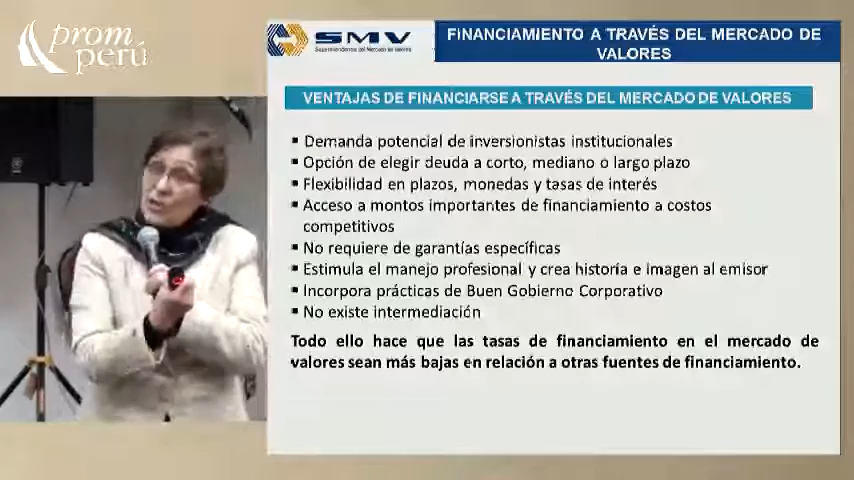 prom
perú
SMV
Superintendencia del Mercado de Valores
FINANCIAMIENTO A TRAVÉS DEL MERCADO DE
VALORES
VENTAJAS DE FINANCIARSE A TRAVÉS DEL MERCADO DE VALORES
▪ Demanda potencial de inversionistas institucionales
▪ Opción de elegir deuda a corto, mediano o largo plazo
▪ Flexibilidad en plazos, monedas y tasas de interés
▪ Acceso a montos importantes de financiamiento a costos
competitivos
▪ No requiere de garantías específicas
▪ Estimula el manejo profesional y crea historia e imagen al emisor
▪ Incorpora prácticas de Buen Gobierno Corporativo
▪ No existe intermediación
Todo ello hace que las tasas de financiamiento en el mercado de
valores sean más bajas en relación a otras fuentes de financiamiento.